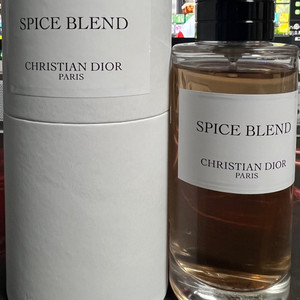 SPICE BLEND
CHRISTIAN DIOR
PARIS
SPICE BLEND
CHRISTIAN DIOR
PARIS